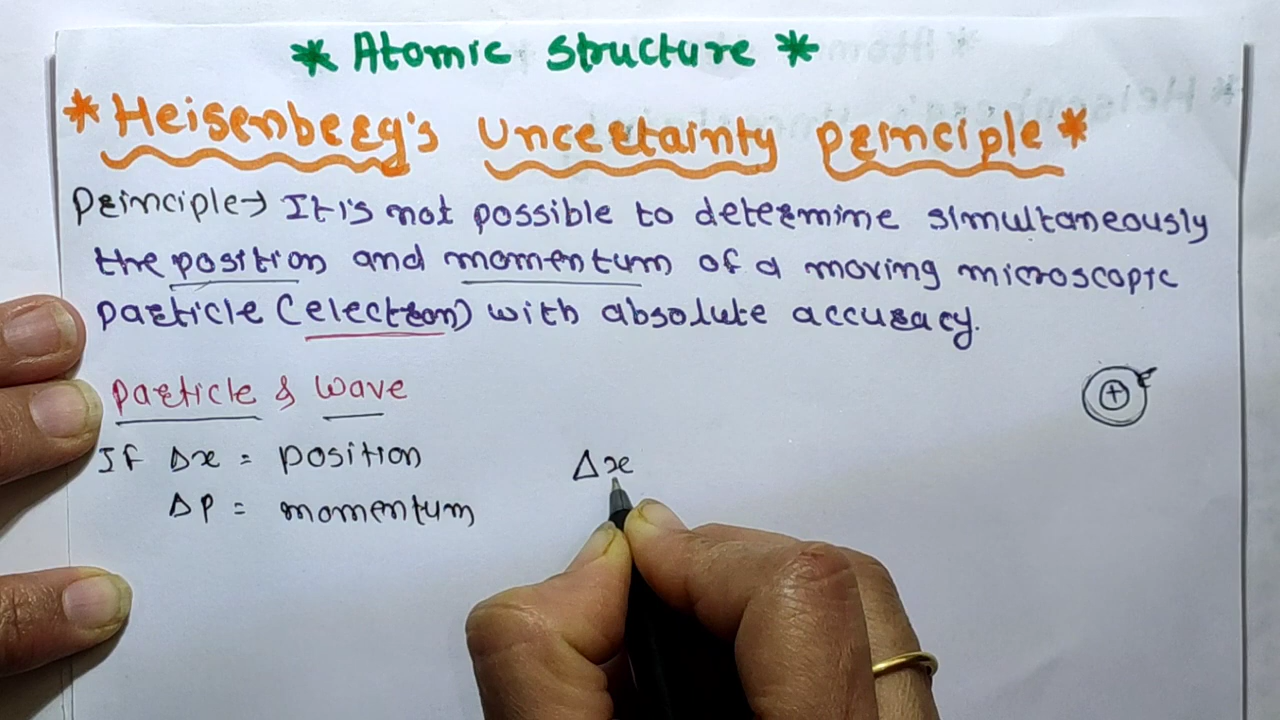 * Atomic structure *
* Heisenberg's Uncertainty principle *
principle → It is not possible to determine simultaneously
the position and momentum of a moving microscopic
particle (electron) with absolute accuracy.
particle & wave
If Δx = position
Δx
Δp = momentum
+ e⁻